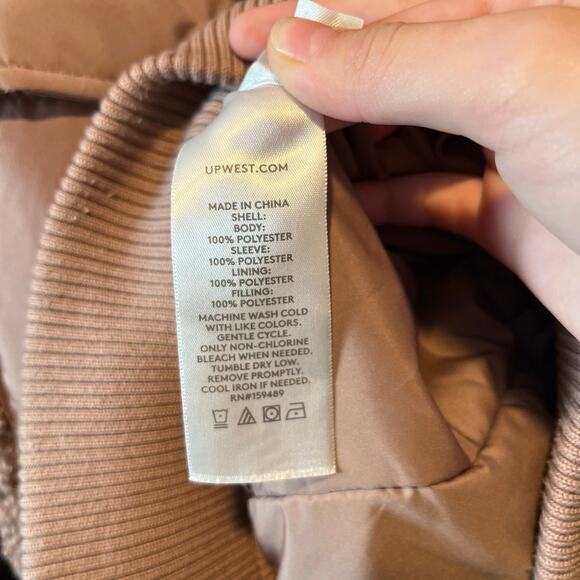 UPWEST.COM
MADE IN CHINA
SHELL:
BODY:
100% POLYESTER
SLEEVE:
100% POLYESTER
LINING:
100% POLYESTER
FILLING:
100% POLYESTER
MACHINE WASH COLD
WITH LIKE COLORS.
GENTLE CYCLE.
ONLY NON-CHLORINE
BLEACH WHEN NEEDED.
TUMBLE DRY LOW.
REMOVE PROMPTLY.
COOL IRON IF NEEDED.
RN#159489